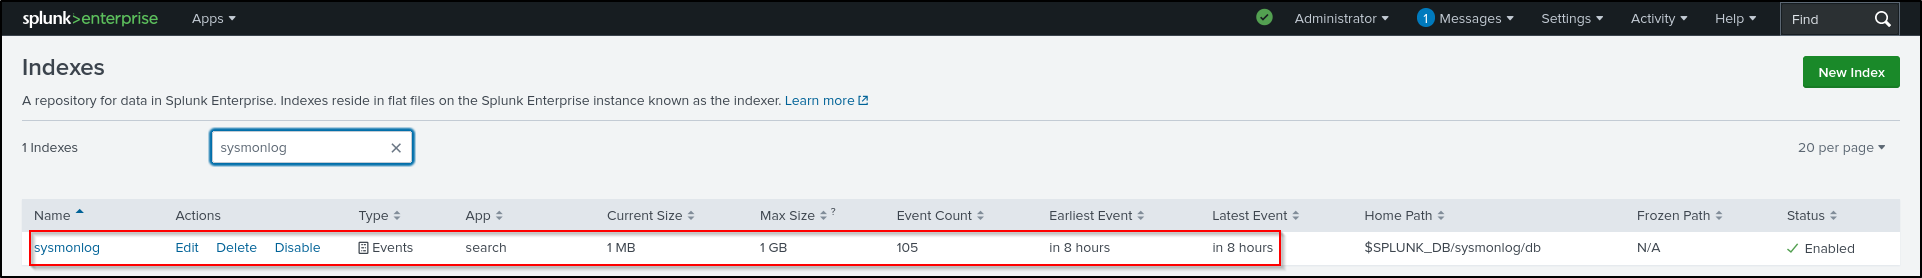 splunk>enterprise Apps Administrator 1 Messages Settings Activity Help Find
Indexes
New Index
A repository for data in Splunk Enterprise. Indexes reside in flat files on the Splunk Enterprise instance known as the indexer. Learn more
1 Indexes sysmonlog 20 per page
Name Actions Type App Current Size Max Size ? Event Count Earliest Event Latest Event Home Path Frozen Path Status
sysmonlog Edit Delete Disable Events search 1 MB 1 GB 105 in 8 hours in 8 hours $SPLUNK_DB/sysmonlog/db N/A Enabled